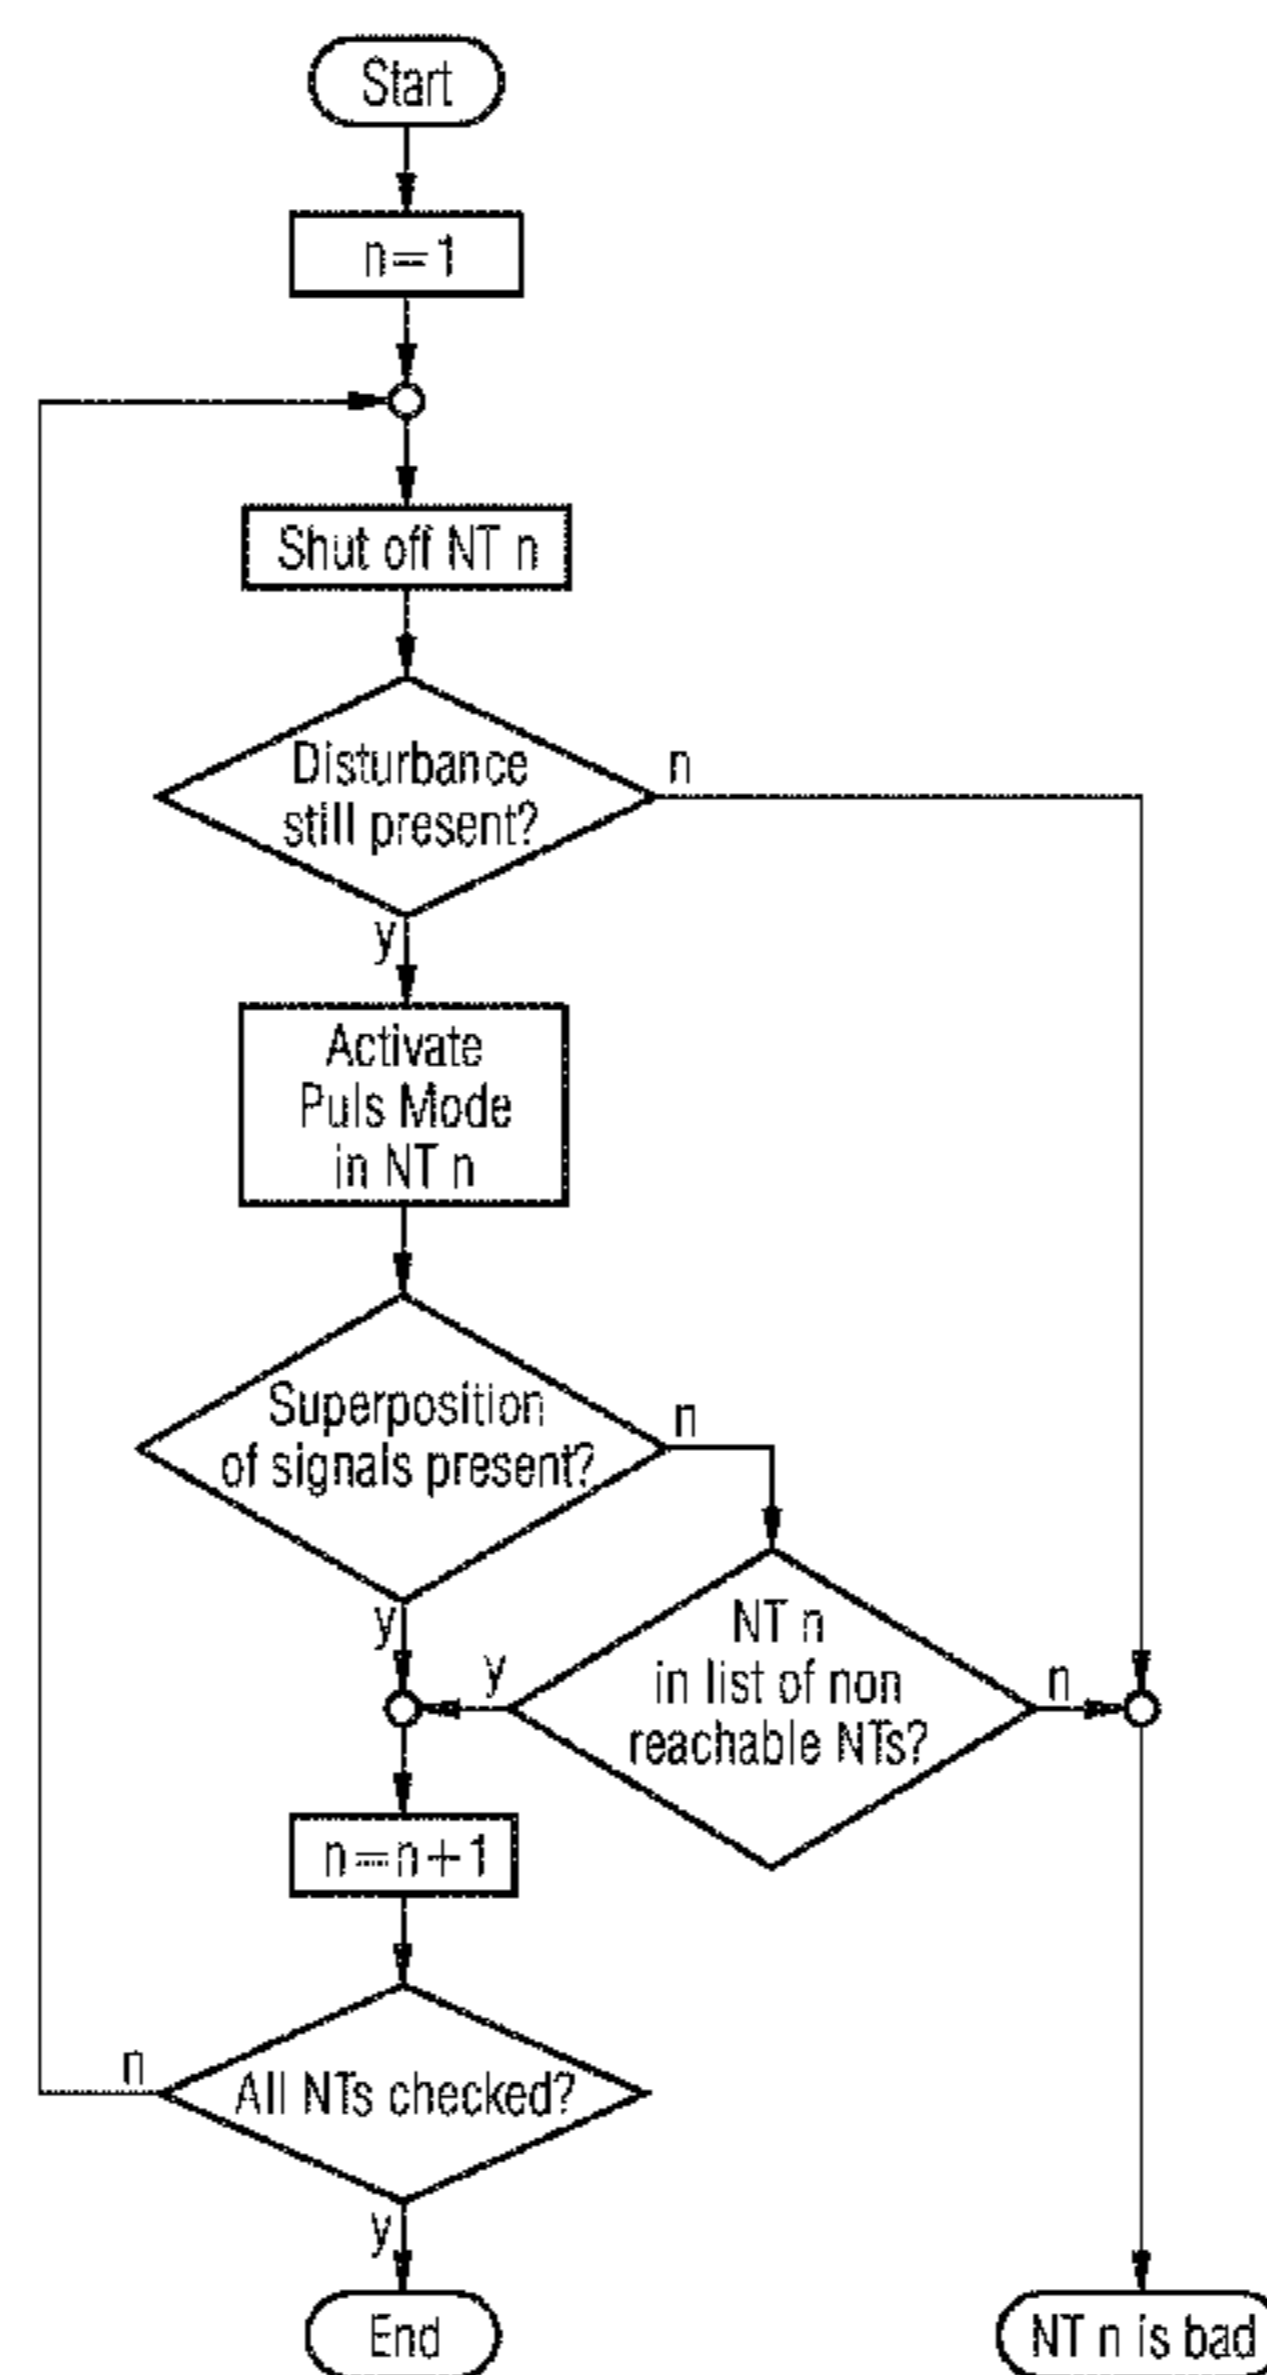 Start
n=1
Shut off NT n
Disturbance
still present?
n
y
Activate
Puls Mode
in NT n
Superposition
of signals present?
n
y
NT n
in list of non
reachable NTs?
y
n
n=n+1
All NTs checked?
n
y
End
NT n is bad